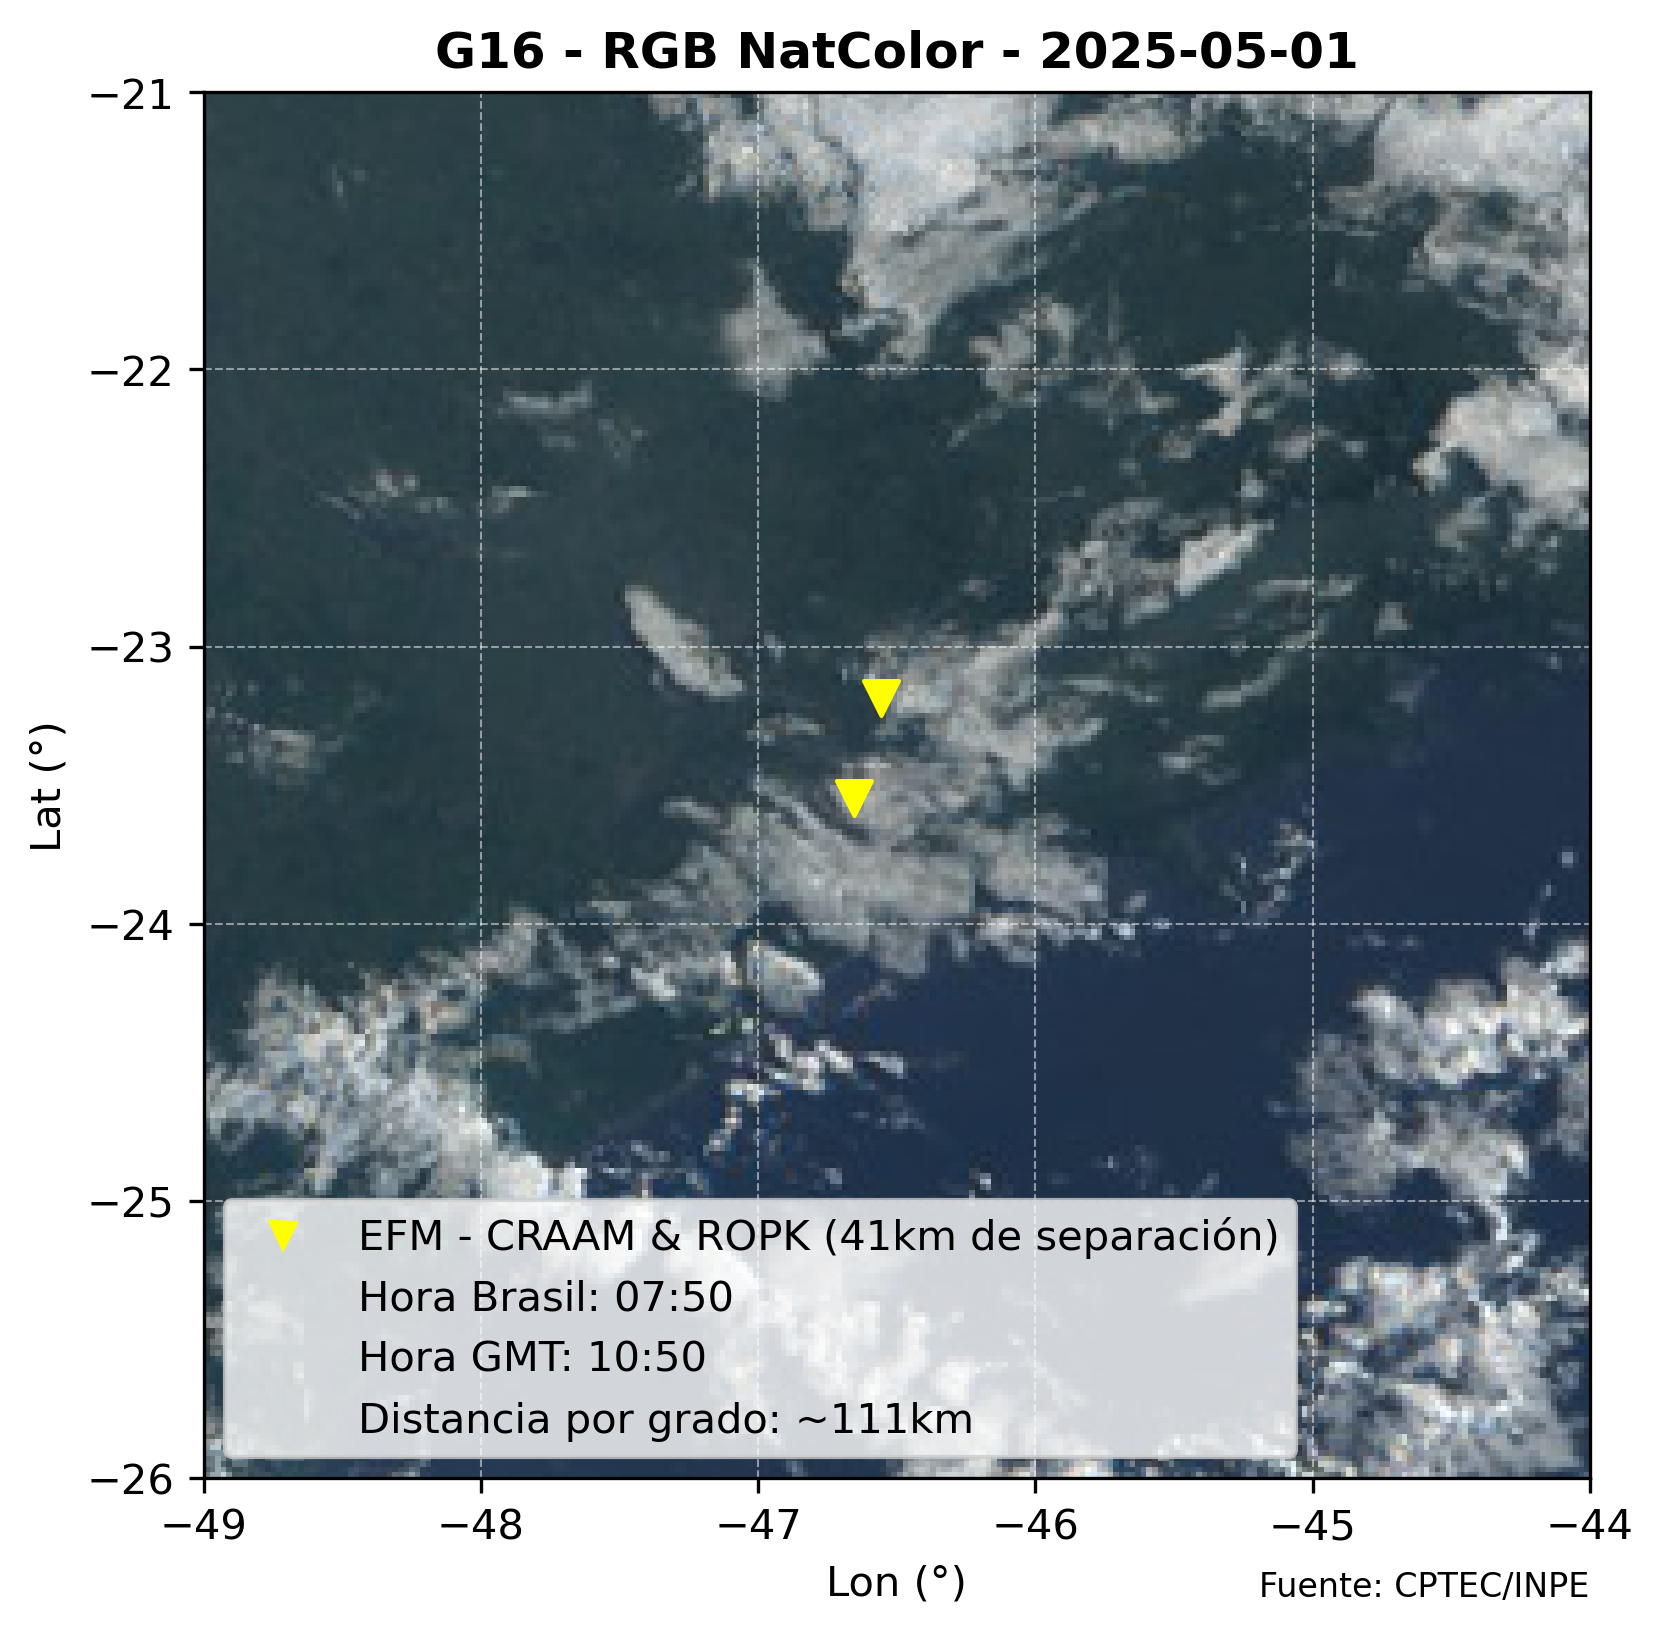 G16 - RGB NatColor - 2025-05-01
−21
−22
−23
−24
−25
−26
Lat (°)
EFM - CRAAM & ROPK (41km de separación)
Hora Brasil: 07:50
Hora GMT: 10:50
Distancia por grado: ~111km
−49 −48 −47 −46 −45 −44
Lon (°)
Fuente: CPTEC/INPE